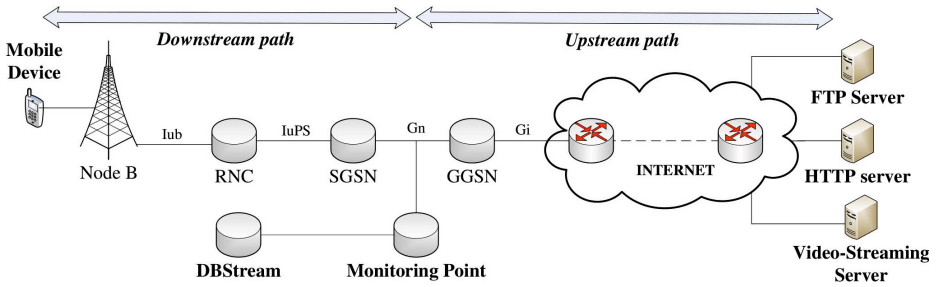 Downstream path
Upstream path
Mobile
Device
FTP Server
Iub
IuPS
Gn
Gi
Node B
RNC
SGSN
GGSN
INTERNET
HTTP server
DBStream
Monitoring Point
Video-Streaming
Server